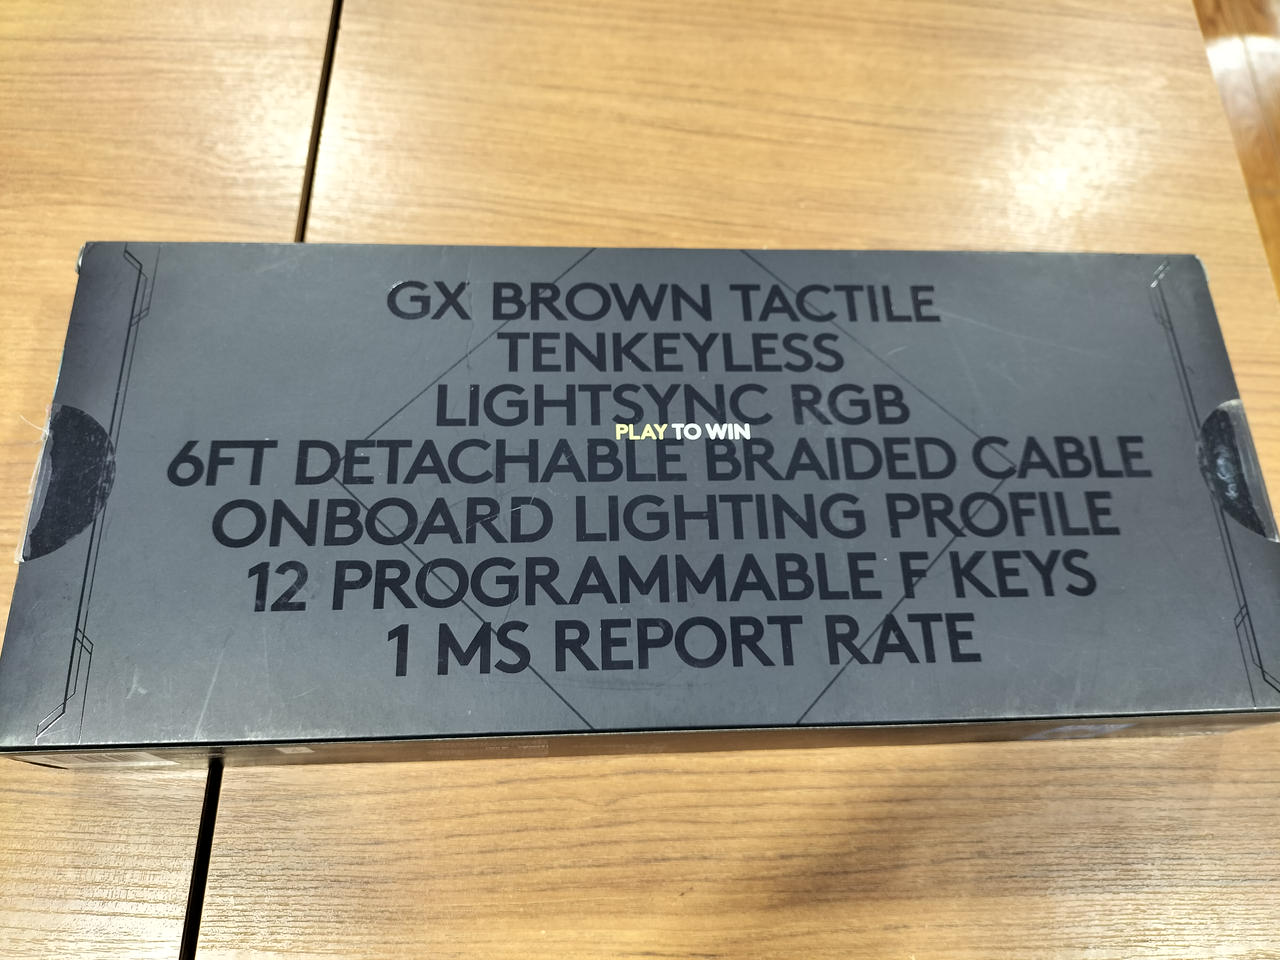 GX BROWN TACTILE
TENKEYLESS
LIGHTSYNC RGB
PLAY TO WIN
6FT DETACHABLE BRAIDED CABLE
ONBOARD LIGHTING PROFILE
12 PROGRAMMABLE F KEYS
1 MS REPORT RATE